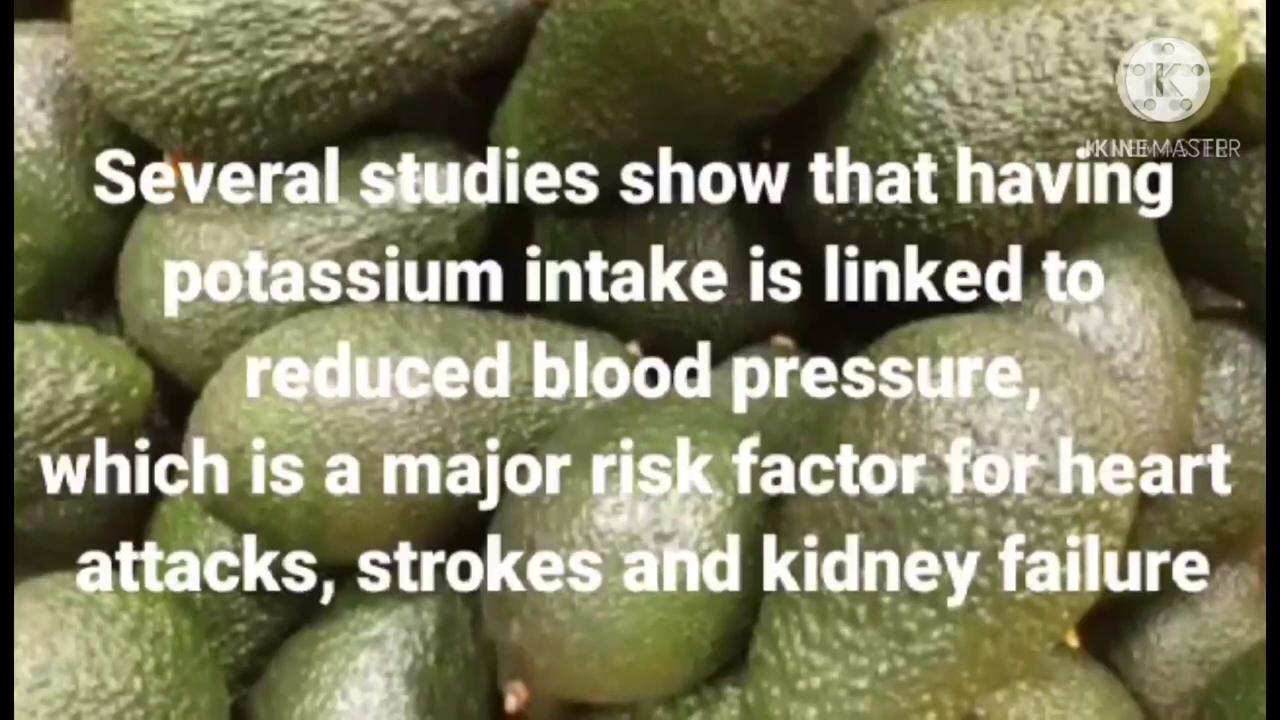 KINEMASTER
Several studies show that having
potassium intake is linked to
reduced blood pressure,
which is a major risk factor for heart
attacks, strokes and kidney failure